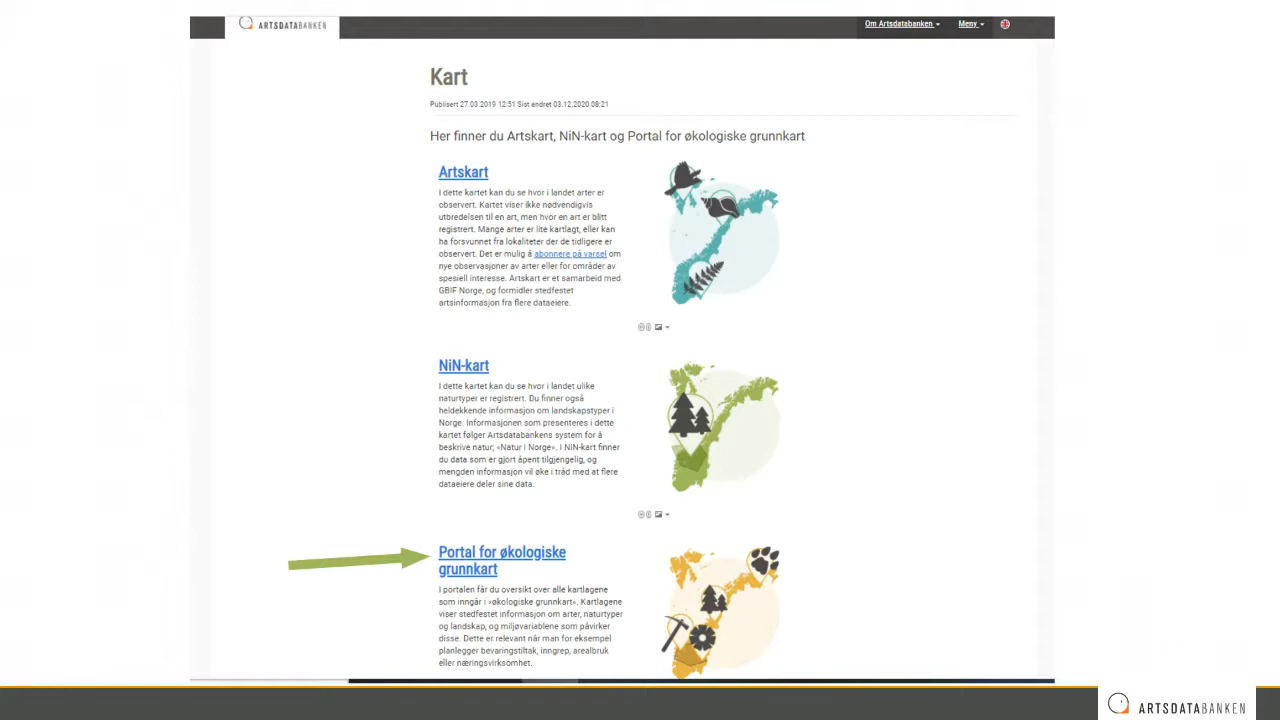 ARTSDATABANKEN
Om Artsdatabanken
Meny
Kart
Publisert 27.03.2019 12:51 Sist endret 03.12.2020 08:21
Her finner du Artskart, NiN-kart og Portal for økologiske grunnkart
Artskart
I dette kartet kan du se hvor i landet arter er
observert. Kartet viser ikke nødvendigvis
utbredelsen til en art, men hvor en art er blitt
registrert. Mange arter er lite kartlagt, eller kan
ha forsvunnet fra lokaliteter der de tidligere er
observert. Det er mulig å abonnere på varsel om
nye observasjoner av arter eller for områder av
spesiell interesse. Artskart er et samarbeid med
GBIF Norge, og formidler stedfestet
artsinformasjon fra flere dataeiere.
NiN-kart
I dette kartet kan du se hvor i landet ulike
naturtyper er registrert. Du finner også
heldekkende informasjon om landskapstyper i
Norge. Informasjonen som presenteres i dette
kartet følger Artsdatabankens system for å
beskrive natur; «Natur i Norge». I NiN-kart finner
du data som er gjort åpent tilgjengelig, og
mengden informasjon vil øke i tråd med at flere
dataeiere deler sine data.
Portal for økologiske
grunnkart
I portalen får du oversikt over alle kartlagene
som inngår i «økologiske grunnkart». Kartlagene
viser stedfestet informasjon om arter, naturtyper
og landskap, og miljøvariablene som påvirker
disse. Dette er relevant når man for eksempel
planlegger bevaringstiltak, inngrep, arealbruk
eller næringsvirksomhet.
ARTSDATABANKEN